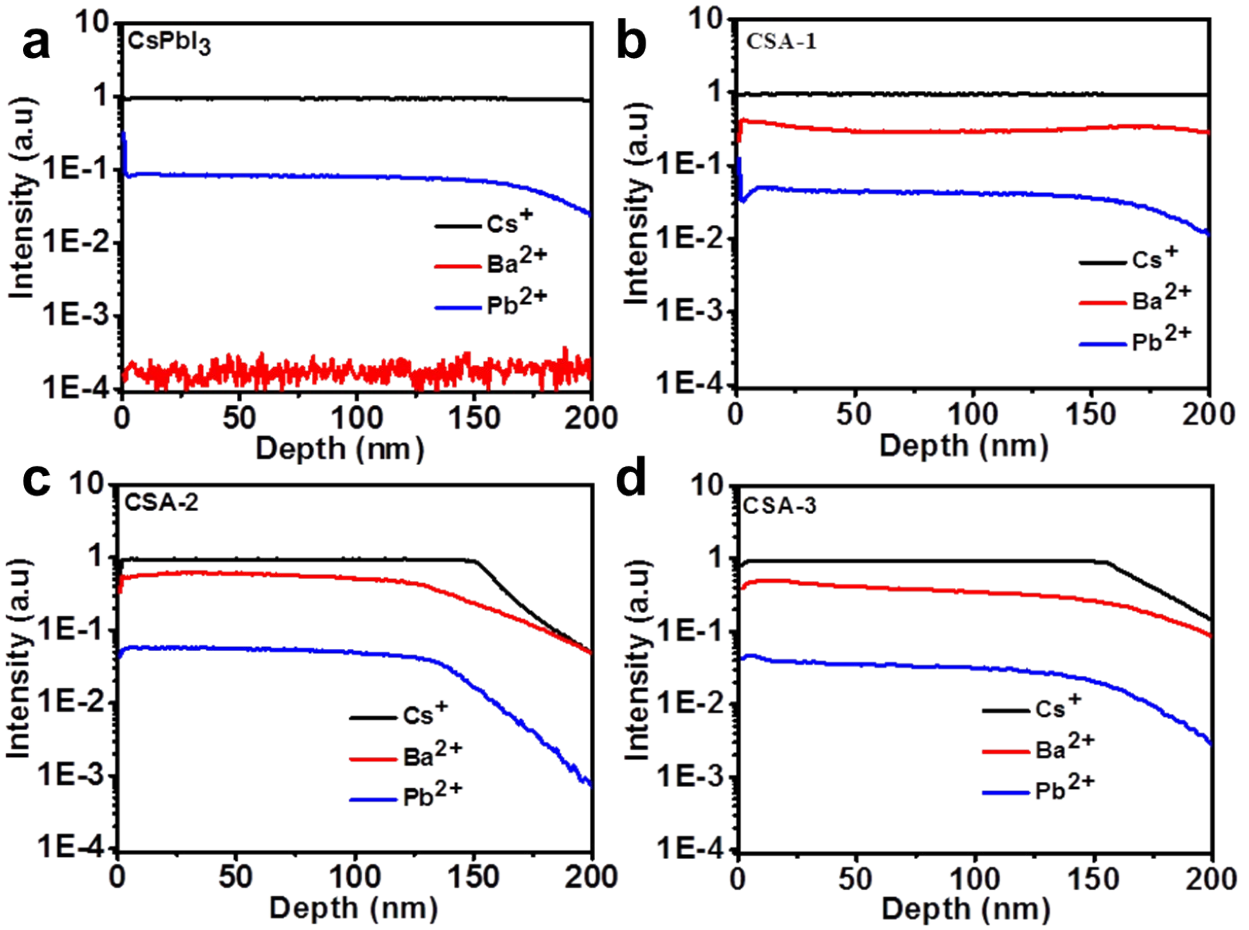 a
CsPbI3
10
1
1E-1
1E-2
1E-3
1E-4
Intensity (a.u)
Cs+
Ba2+
Pb2+
0 50 100 150 200
Depth (nm)
b
CSA-1
10
1
1E-1
1E-2
1E-3
1E-4
Intensity (a.u)
Cs+
Ba2+
Pb2+
0 50 100 150 200
Depth (nm)
c
CSA-2
10
1
1E-1
1E-2
1E-3
1E-4
Intensity (a.u)
Cs+
Ba2+
Pb2+
0 50 100 150 200
Depth (nm)
d
CSA-3
10
1
1E-1
1E-2
1E-3
1E-4
Intensity (a.u)
Cs+
Ba2+
Pb2+
0 50 100 150 200
Depth (nm)